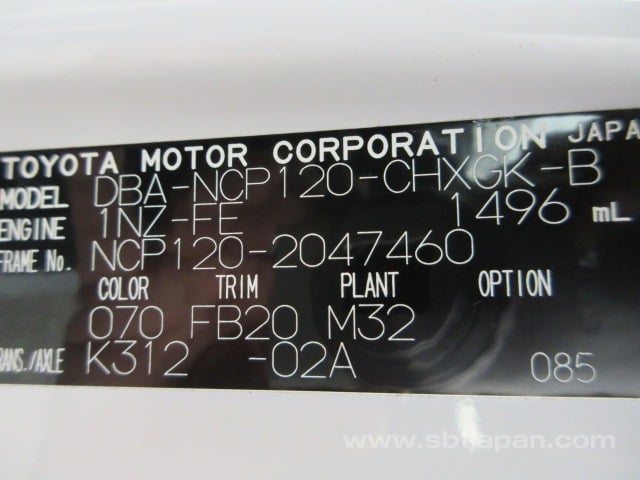 TOYOTA MOTOR CORPORATION JAPA
MODEL DBA-NCP120-CHXGK-B
ENGINE 1NZ-FE 1496 mL
FRAME No. NCP120-2047460
COLOR TRIM PLANT OPTION
070 FB20 M32
RANS./AXLE K312 -02A 085
www.sbtjapan.com